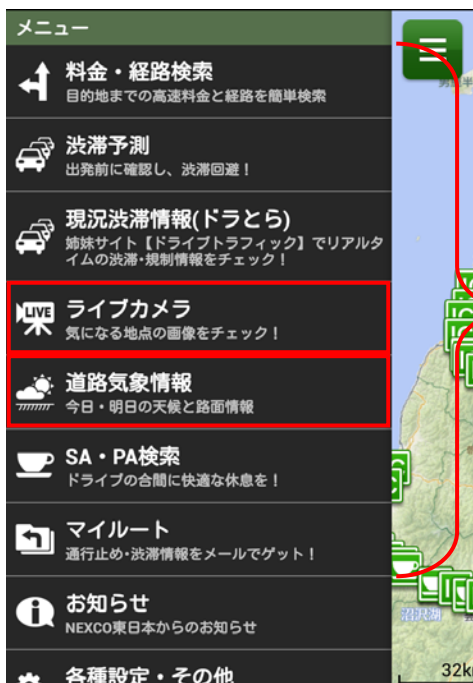 メニュー
料金・経路検索
目的地までの高速料金と経路を簡単検索
渋滞予測
出発前に確認し、渋滞回避！
現況渋滞情報(ドラとら)
姉妹サイト【ドライブトラフィック】でリアルタ
イムの渋滞・規制情報をチェック！
LIVE
ライブカメラ
気になる地点の画像をチェック！
道路気象情報
今日・明日の天候と路面情報
SA・PA検索
ドライブの合間に快適な休息を！
マイルート
通行止め・渋滞情報をメールでゲット！
お知らせ
NEXCO東日本からのお知らせ
各種設定・その他
沼沢湖
32k